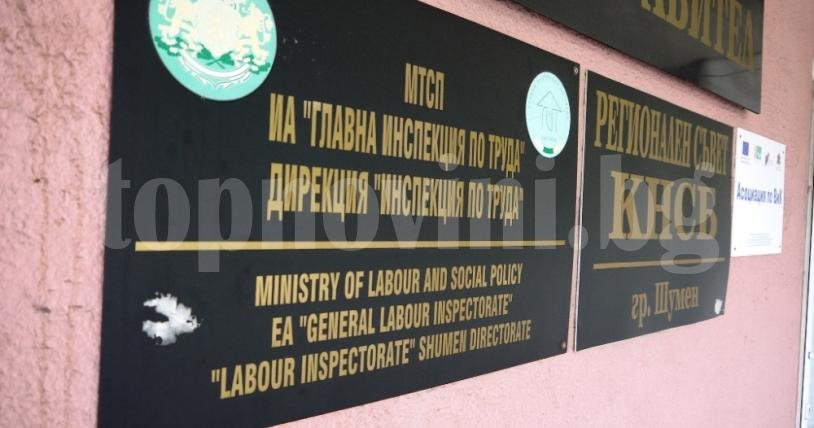 МТСП
ИА "ГЛАВНА ИНСПЕКЦИЯ ПО ТРУДА"
ДИРЕКЦИЯ "ИНСПЕКЦИЯ ПО ТРУДА"
MINISTRY OF LABOUR AND SOCIAL POLICY
EA "GENERAL LABOUR INSPECTORATE"
"LABOUR INSPECTORATE" SHUMEN DIRECTORATE
РЕГИОНАЛЕН СЪВЕТ
КНСБ
гр. Шумен
Асоциация по ВиК
topnovini.bg